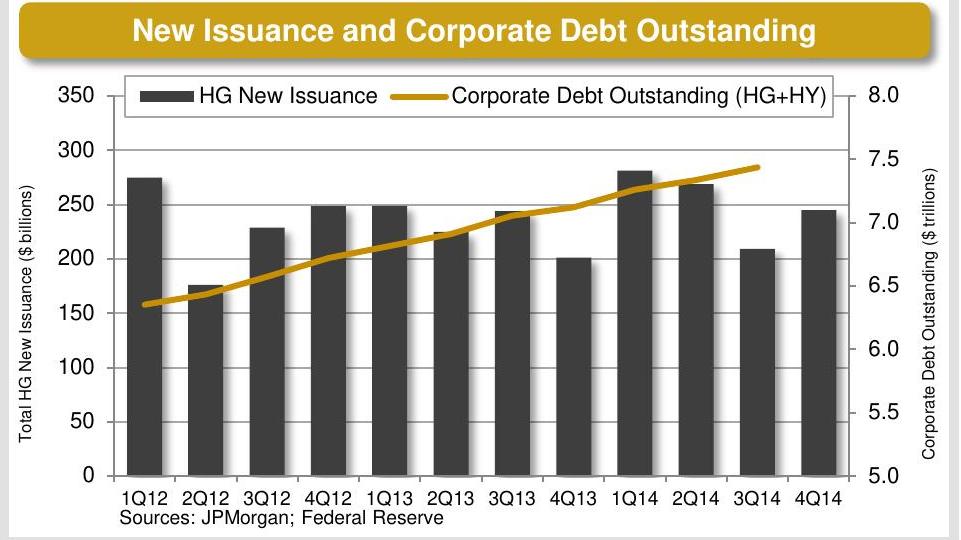 New Issuance and Corporate Debt Outstanding
HG New Issuance Corporate Debt Outstanding (HG+HY)
350
300
250
200
150
100
50
0
8.0
7.5
7.0
6.5
6.0
5.5
5.0
Total HG New Issuance ($ billions)
Corporate Debt Outstanding ($ trillions)
1Q12 2Q12 3Q12 4Q12 1Q13 2Q13 3Q13 4Q13 1Q14 2Q14 3Q14 4Q14
Sources: JPMorgan; Federal Reserve